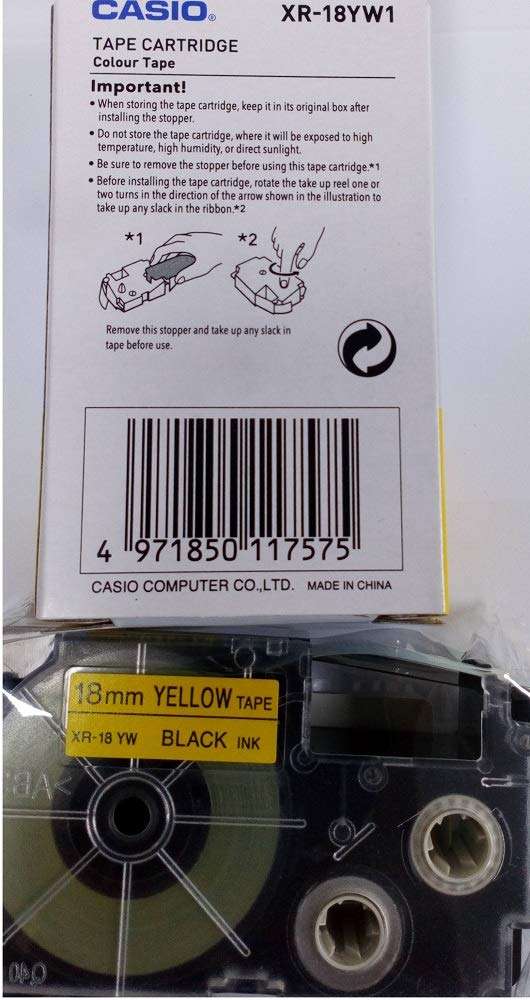 CASIO®
XR-18YW1
TAPE CARTRIDGE
Colour Tape
Important!
• When storing the tape cartridge, keep it in its original box after
installing the stopper.
• Do not store the tape cartridge, where it will be exposed to high
temperature, high humidity, or direct sunlight.
• Be sure to remove the stopper before using this tape cartridge.*1
• Before installing the tape cartridge, rotate the take up reel one or
two turns in the direction of the arrow shown in the illustration to
take up any slack in the ribbon.*2
*1
*2
Remove this stopper and take up any slack in
tape before use.
4 971850 117575
CASIO COMPUTER CO.,LTD. MADE IN CHINA
18mm YELLOW TAPE
XR-18 YW BLACK INK